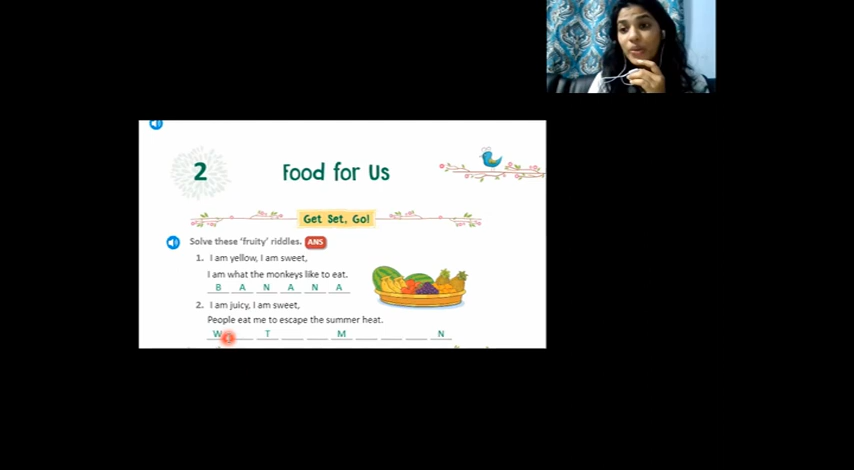 2
Food for Us
Get Set, Go!
Solve these 'fruity' riddles. ANS
1. I am yellow, I am sweet,
I am what the monkeys like to eat.
B A N A N A
2. I am juicy, I am sweet,
People eat me to escape the summer heat.
W _ T _ _ M _ _ _ N